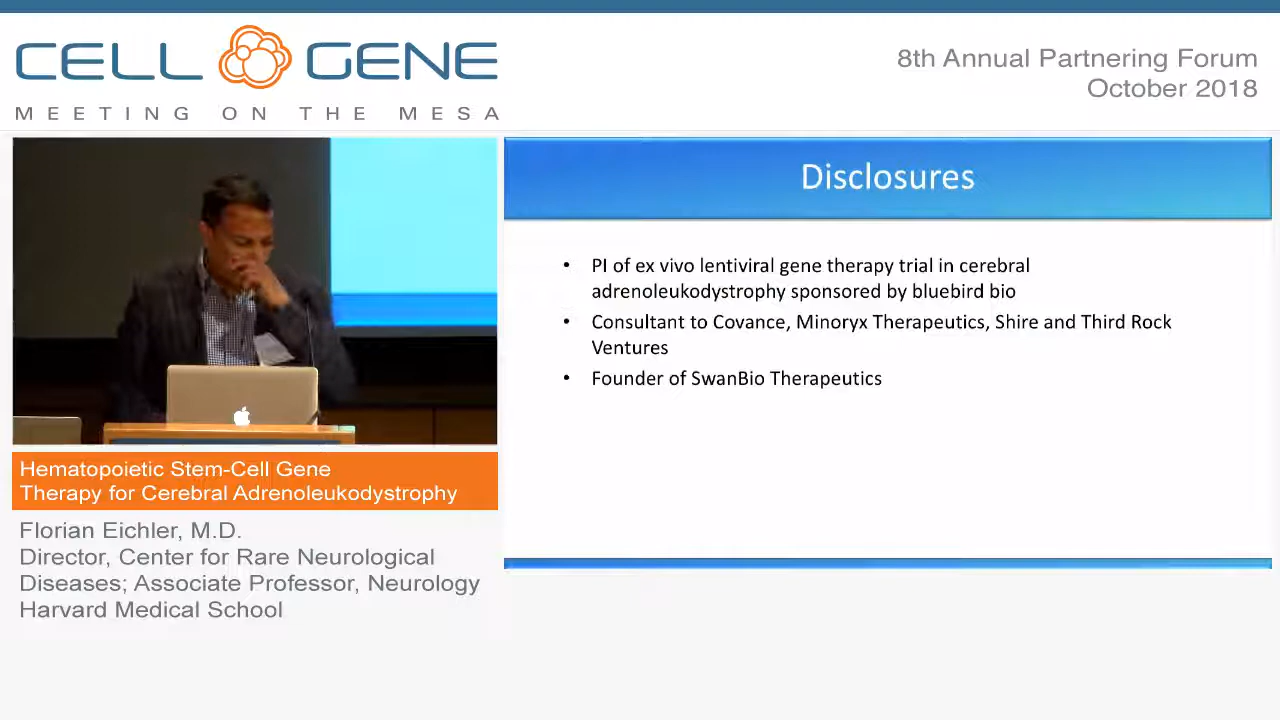 CELL GENE
MEETING ON THE MESA
8th Annual Partnering Forum
October 2018
Disclosures
• PI of ex vivo lentiviral gene therapy trial in cerebral
adrenoleukodystrophy sponsored by bluebird bio
• Consultant to Covance, Minoryx Therapeutics, Shire and Third Rock
Ventures
• Founder of SwanBio Therapeutics
Hematopoietic Stem-Cell Gene
Therapy for Cerebral Adrenoleukodystrophy
Florian Eichler, M.D.
Director, Center for Rare Neurological
Diseases; Associate Professor, Neurology
Harvard Medical School